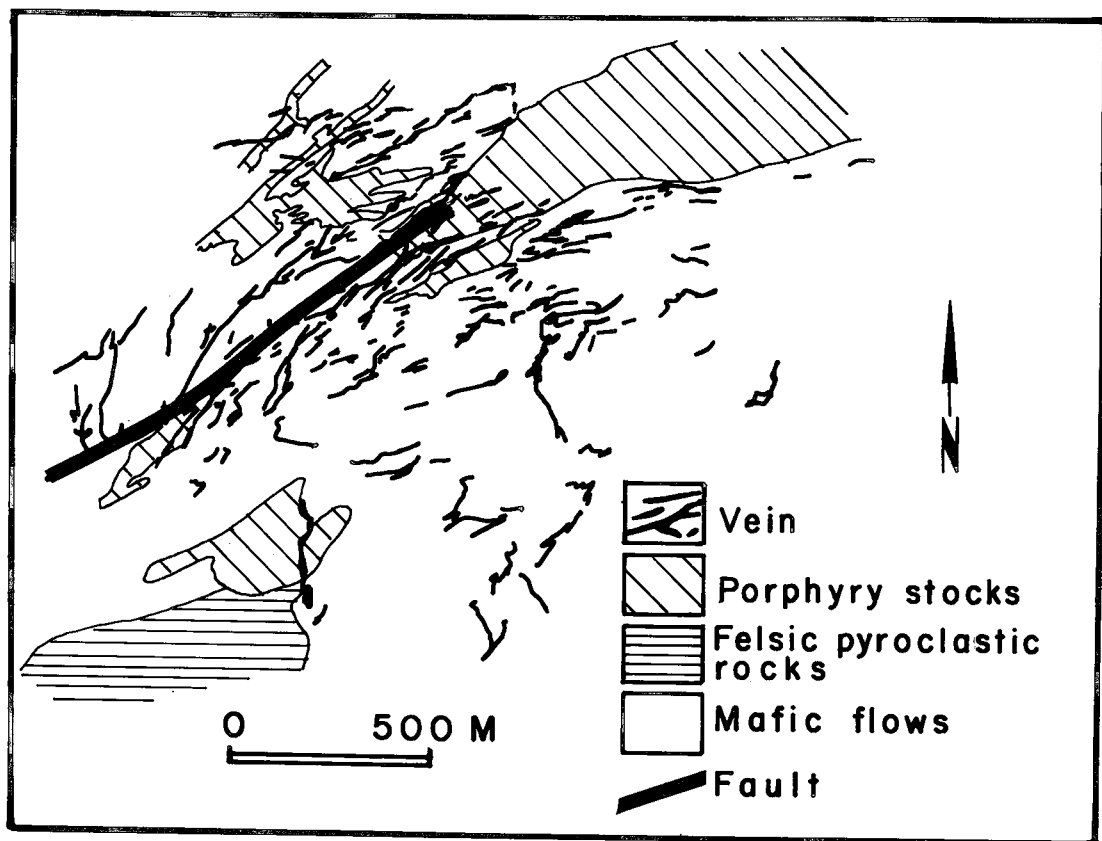 N
Vein
Porphyry stocks
Felsic pyroclastic
rocks
Mafic flows
Fault
0 500 M